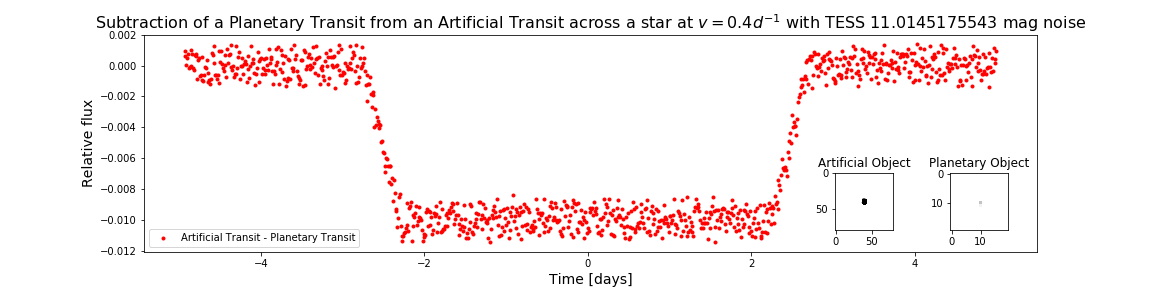 Subtraction of a Planetary Transit from an Artificial Transit across a star at v = 0.4d⁻¹ with TESS 11.0145175543 mag noise
0.002
0.000
−0.002
−0.004
−0.006
−0.008
−0.010
−0.012
Relative flux
Artificial Transit - Planetary Transit
Artificial Object
0
50
0 50
Planetary Object
0
10
0 10
−4 −2 0 2 4
Time [days]